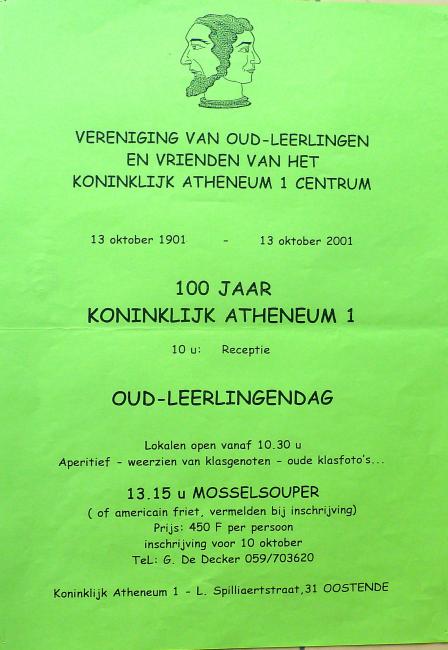 VERENIGING VAN OUD-LEERLINGEN
EN VRIENDEN VAN HET
KONINKLIJK ATHENEUM 1 CENTRUM
13 oktober 1901 - 13 oktober 2001
100 JAAR
KONINKLIJK ATHENEUM 1
10 u: Receptie
OUD-LEERLINGENDAG
Lokalen open vanaf 10.30 u
Aperitief - weerzien van klasgenoten - oude klasfoto's...
13.15 u MOSSELSOUPER
( of americain friet, vermelden bij inschrijving)
Prijs: 450 F per persoon
inschrijving voor 10 oktober
TeL: G. De Decker 059/703620
Koninklijk Atheneum 1 - L. Spilliaertstraat,31 OOSTENDE